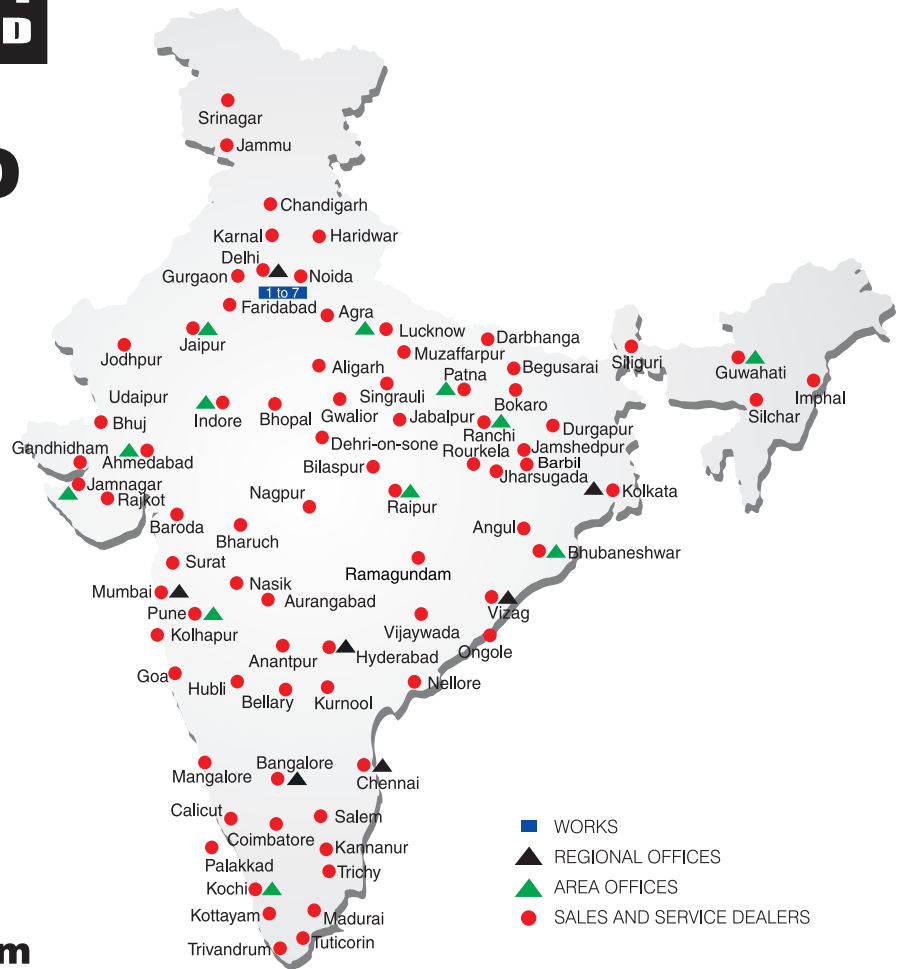 D
Srinagar
Jammu
Chandigarh
Karnal
Haridwar
Delhi
Gurgaon
Noida
1 to 7
Faridabad
Agra
Jaipur
Lucknow
Darbhanga
Jodhpur
Muzaffarpur
Siliguri
Aligarh
Patna
Begusarai
Guwahati
Udaipur
Singrauli
Bokaro
Imphal
Bhuj
Indore
Bhopal
Gwalior
Jabalpur
Ranchi
Durgapur
Silchar
Gandhidham
Ahmedabad
Dehri-on-sone
Rourkela
Jamshedpur
Bilaspur
Barbil
Jharsugada
Jamnagar
Rajkot
Nagpur
Raipur
Kolkata
Baroda
Bharuch
Angul
Bhubaneshwar
Surat
Ramagundam
Mumbai
Nasik
Aurangabad
Pune
Vizag
Kolhapur
Vijaywada
Anantpur
Hyderabad
Ongole
Goa
Hubli
Bellary
Kurnool
Nellore
Mangalore
Bangalore
Chennai
Calicut
Coimbatore
Salem
Palakkad
Kannanur
Trichy
Kochi
Kottayam
Madurai
Trivandrum
Tuticorin
WORKS
REGIONAL OFFICES
AREA OFFICES
SALES AND SERVICE DEALERS
m